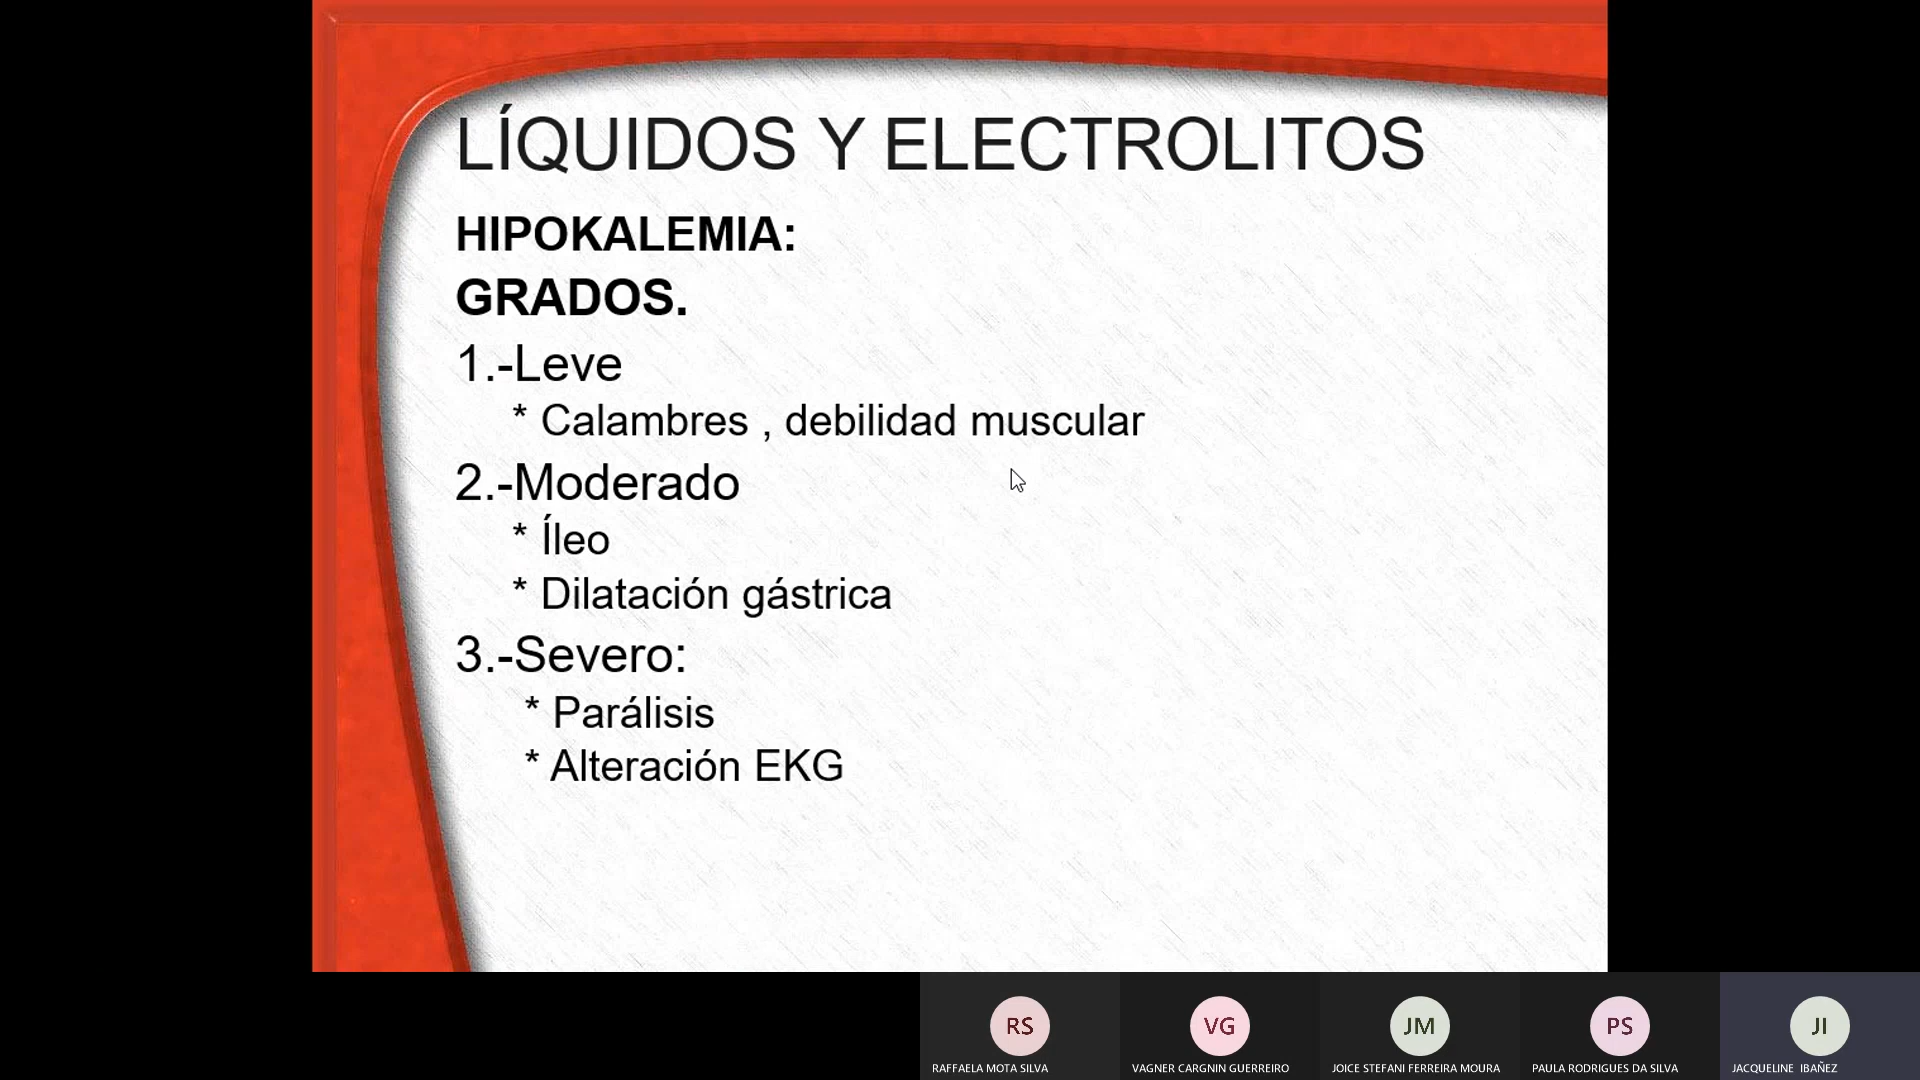 LÍQUIDOS Y ELECTROLITOS
HIPOKALEMIA:
GRADOS.
1.-Leve
* Calambres , debilidad muscular
2.-Moderado
* Íleo
* Dilatación gástrica
3.-Severo:
* Parálisis
* Alteración EKG
RS
VG
JM
PS
JI
RAFFAELA MOTA SILVA
VAGNER CARGNIN GUERREIRO
JOICE STEFANI FERREIRA MOURA
PAULA RODRIGUES DA SILVA
JACQUELINE IBAÑEZ